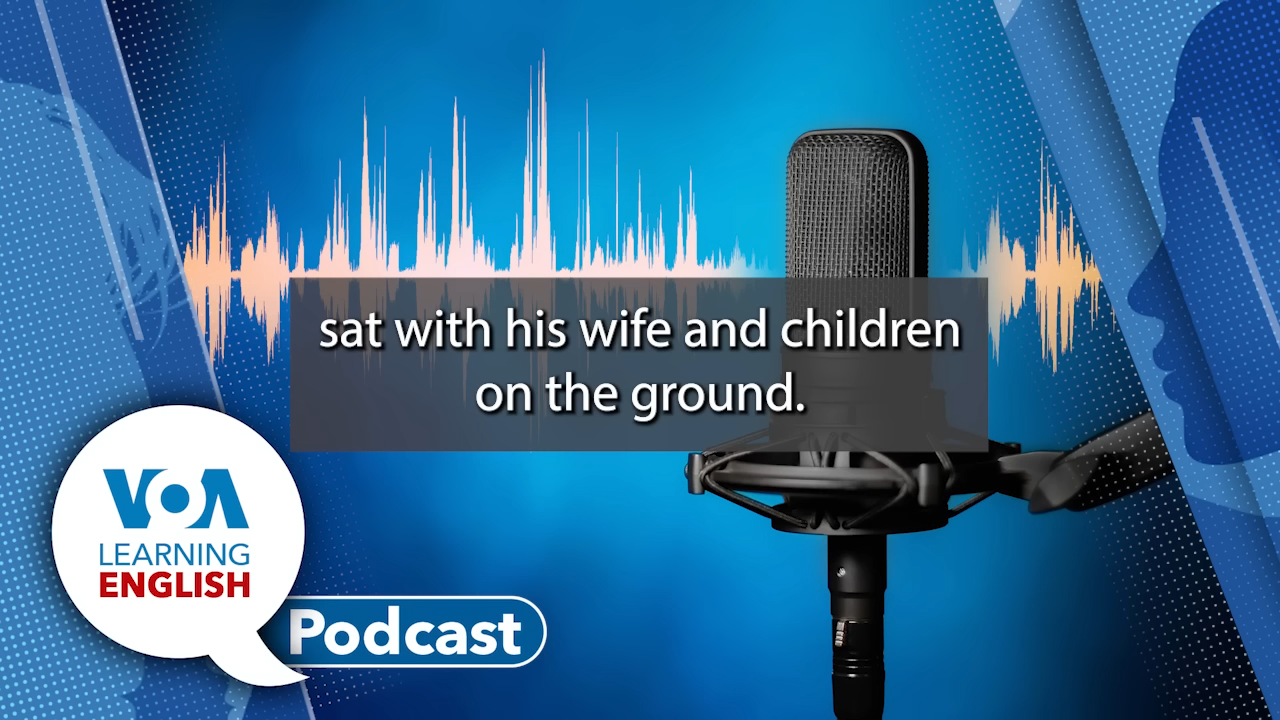 sat with his wife and children
on the ground.
VOA
LEARNING
ENGLISH
Podcast